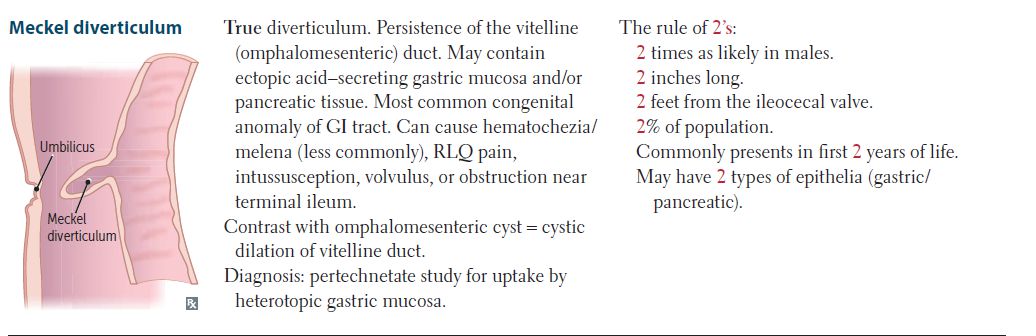 Meckel diverticulum
Umbilicus
Meckel
diverticulum
True diverticulum. Persistence of the vitelline
(omphalomesenteric) duct. May contain
ectopic acid–secreting gastric mucosa and/or
pancreatic tissue. Most common congenital
anomaly of GI tract. Can cause hematochezia/
melena (less commonly), RLQ pain,
intussusception, volvulus, or obstruction near
terminal ileum.
Contrast with omphalomesenteric cyst = cystic
dilation of vitelline duct.
Diagnosis: pertechnetate study for uptake by
heterotopic gastric mucosa.
The rule of 2’s:
2 times as likely in males.
2 inches long.
2 feet from the ileocecal valve.
2% of population.
Commonly presents in first 2 years of life.
May have 2 types of epithelia (gastric/
pancreatic).